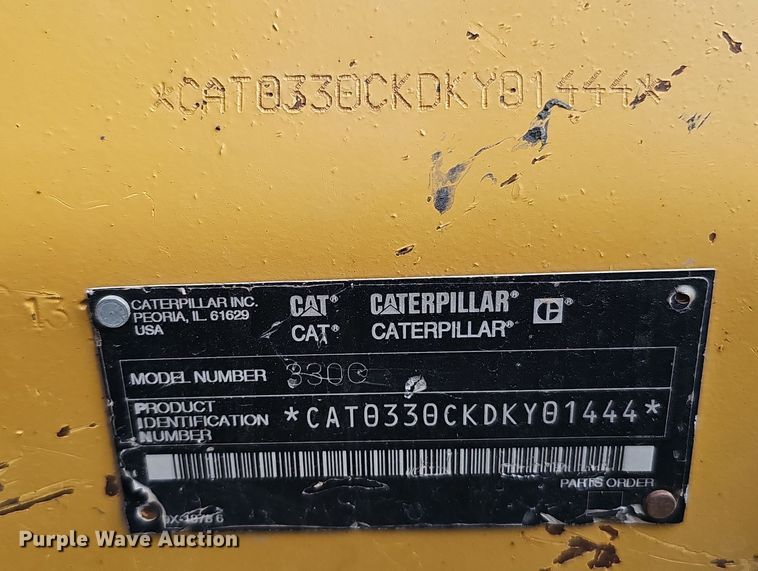 *CAT0330CKDKY01444*
13
CATERPILLAR INC.
PEORIA, IL. 61629
USA
CAT® CATERPILLAR®
CAT® CATERPILLAR®
MODEL NUMBER 330C
PRODUCT
IDENTIFICATION
NUMBER
*CAT0330CKDKY01444*
PARTS ORDER
Purple Wave Auction